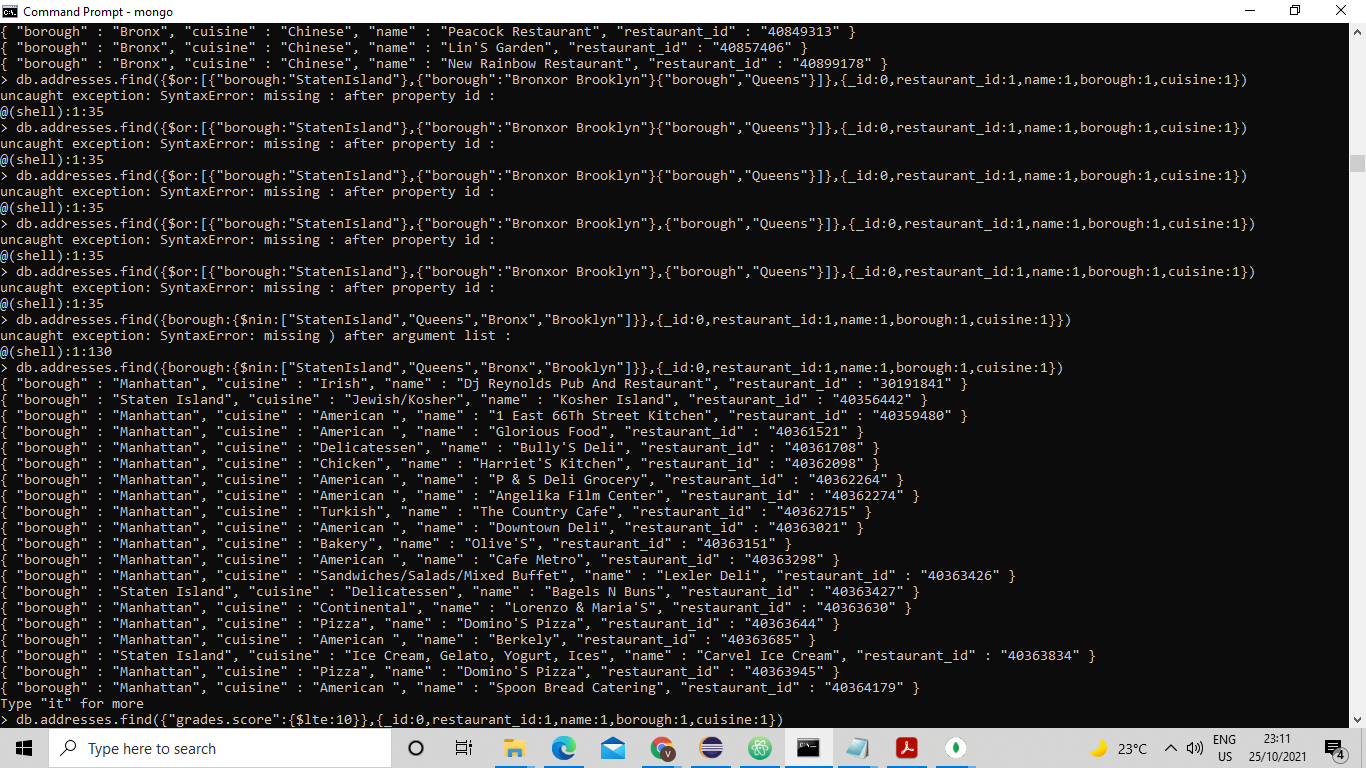 Command Prompt - mongo
{ "borough" : "Bronx", "cuisine" : "Chinese", "name" : "Peacock Restaurant", "restaurant_id" : "40849313" }
{ "borough" : "Bronx", "cuisine" : "Chinese", "name" : "Lin'S Garden", "restaurant_id" : "40857406" }
{ "borough" : "Bronx", "cuisine" : "Chinese", "name" : "New Rainbow Restaurant", "restaurant_id" : "40899178" }
> db.addresses.find({$or:[{"borough:"StatenIsland"},{"borough":"Bronxor Brooklyn"}{"borough":"Queens"}]},{_id:0,restaurant_id:1,name:1,borough:1,cuisine:1})
uncaught exception: SyntaxError: missing : after property id :
@(shell):1:35
> db.addresses.find({$or:[{"borough:"StatenIsland"},{"borough":"Bronxor Brooklyn"}{"borough","Queens"}]},{_id:0,restaurant_id:1,name:1,borough:1,cuisine:1})
uncaught exception: SyntaxError: missing : after property id :
@(shell):1:35
> db.addresses.find({$or:[{"borough:"StatenIsland"},{"borough":"Bronxor Brooklyn"}{"borough","Queens"}]},{_id:0,restaurant_id:1,name:1,borough:1,cuisine:1})
uncaught exception: SyntaxError: missing : after property id :
@(shell):1:35
> db.addresses.find({$or:[{"borough:"StatenIsland"},{"borough":"Bronxor Brooklyn"},{"borough","Queens"}]},{_id:0,restaurant_id:1,name:1,borough:1,cuisine:1})
uncaught exception: SyntaxError: missing : after property id :
@(shell):1:35
> db.addresses.find({$or:[{"borough:"StatenIsland"},{"borough":"Bronxor Brooklyn"},{"borough","Queens"}]},{_id:0,restaurant_id:1,name:1,borough:1,cuisine:1})
uncaught exception: SyntaxError: missing : after property id :
@(shell):1:35
> db.addresses.find({borough:{$nin:["StatenIsland","Queens","Bronx","Brooklyn"]}},{_id:0,restaurant_id:1,name:1,borough:1,cuisine:1}})
uncaught exception: SyntaxError: missing ) after argument list :
@(shell):1:130
> db.addresses.find({borough:{$nin:["StatenIsland","Queens","Bronx","Brooklyn"]}},{_id:0,restaurant_id:1,name:1,borough:1,cuisine:1})
{ "borough" : "Manhattan", "cuisine" : "Irish", "name" : "Dj Reynolds Pub And Restaurant", "restaurant_id" : "30191841" }
{ "borough" : "Staten Island", "cuisine" : "Jewish/Kosher", "name" : "Kosher Island", "restaurant_id" : "40356442" }
{ "borough" : "Manhattan", "cuisine" : "American ", "name" : "1 East 66Th Street Kitchen", "restaurant_id" : "40359480" }
{ "borough" : "Manhattan", "cuisine" : "American ", "name" : "Glorious Food", "restaurant_id" : "40361521" }
{ "borough" : "Manhattan", "cuisine" : "Delicatessen", "name" : "Bully'S Deli", "restaurant_id" : "40361708" }
{ "borough" : "Manhattan", "cuisine" : "Chicken", "name" : "Harriet'S Kitchen", "restaurant_id" : "40362098" }
{ "borough" : "Manhattan", "cuisine" : "American ", "name" : "P & S Deli Grocery", "restaurant_id" : "40362264" }
{ "borough" : "Manhattan", "cuisine" : "American ", "name" : "Angelika Film Center", "restaurant_id" : "40362274" }
{ "borough" : "Manhattan", "cuisine" : "Turkish", "name" : "The Country Cafe", "restaurant_id" : "40362715" }
{ "borough" : "Manhattan", "cuisine" : "American ", "name" : "Downtown Deli", "restaurant_id" : "40363021" }
{ "borough" : "Manhattan", "cuisine" : "Bakery", "name" : "Olive'S", "restaurant_id" : "40363151" }
{ "borough" : "Manhattan", "cuisine" : "American ", "name" : "Cafe Metro", "restaurant_id" : "40363298" }
{ "borough" : "Manhattan", "cuisine" : "Sandwiches/Salads/Mixed Buffet", "name" : "Lexler Deli", "restaurant_id" : "40363426" }
{ "borough" : "Staten Island", "cuisine" : "Delicatessen", "name" : "Bagels N Buns", "restaurant_id" : "40363427" }
{ "borough" : "Manhattan", "cuisine" : "Continental", "name" : "Lorenzo & Maria'S", "restaurant_id" : "40363630" }
{ "borough" : "Manhattan", "cuisine" : "Pizza", "name" : "Domino'S Pizza", "restaurant_id" : "40363644" }
{ "borough" : "Manhattan", "cuisine" : "American ", "name" : "Berkely", "restaurant_id" : "40363685" }
{ "borough" : "Staten Island", "cuisine" : "Ice Cream, Gelato, Yogurt, Ices", "name" : "Carvel Ice Cream", "restaurant_id" : "40363834" }
{ "borough" : "Manhattan", "cuisine" : "Pizza", "name" : "Domino'S Pizza", "restaurant_id" : "40363945" }
{ "borough" : "Manhattan", "cuisine" : "American ", "name" : "Spoon Bread Catering", "restaurant_id" : "40364179" }
Type "it" for more
> db.addresses.find({"grades.score":{$lte:10}},{_id:0,restaurant_id:1,name:1,borough:1,cuisine:1})
Type here to search
V
23°C
ENG
US
23:11
25/10/2021
4